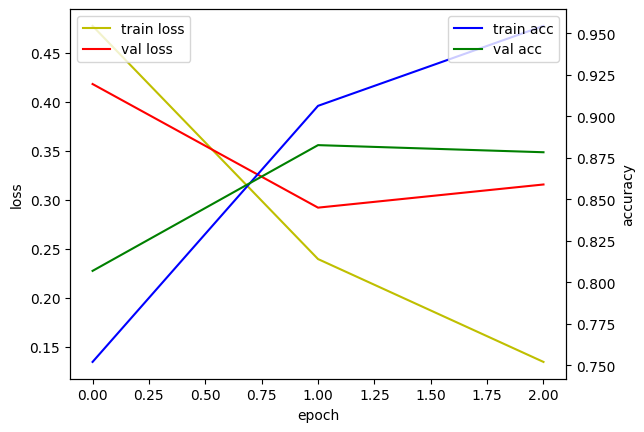 train loss
val loss
train acc
val acc
0.45
0.40
0.35
0.30
0.25
0.20
0.15
loss
0.950
0.925
0.900
0.875
0.850
0.825
0.800
0.775
0.750
accuracy
0.00 0.25 0.50 0.75 1.00 1.25 1.50 1.75 2.00
epoch